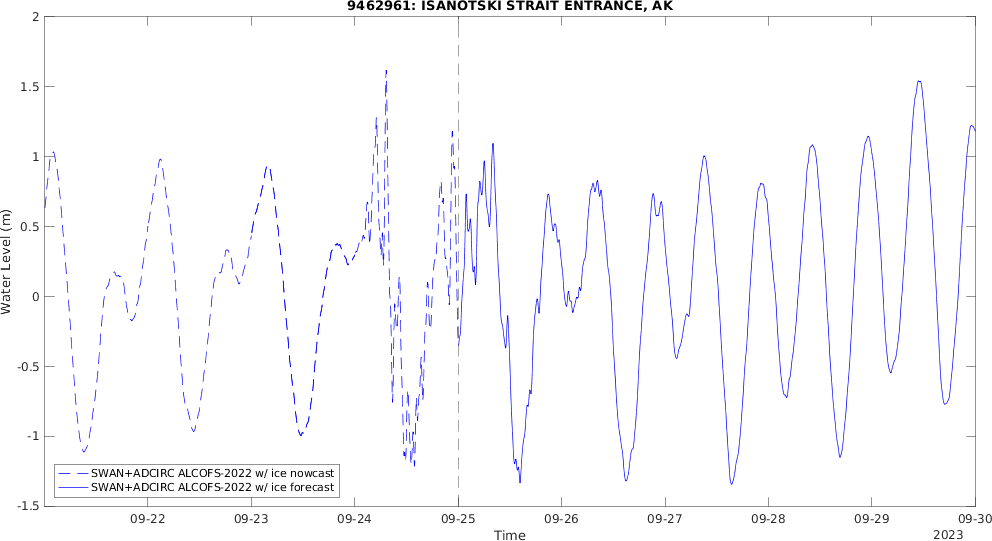 9462961: ISANOTSKI STRAIT ENTRANCE, AK
2
1.5
1
0.5
0
-0.5
-1
-1.5
Water Level (m)
SWAN+ADCIRC ALCOFS-2022 w/ ice nowcast
SWAN+ADCIRC ALCOFS-2022 w/ ice forecast
09-22 09-23 09-24 09-25 09-26 09-27 09-28 09-29 09-30
Time
2023